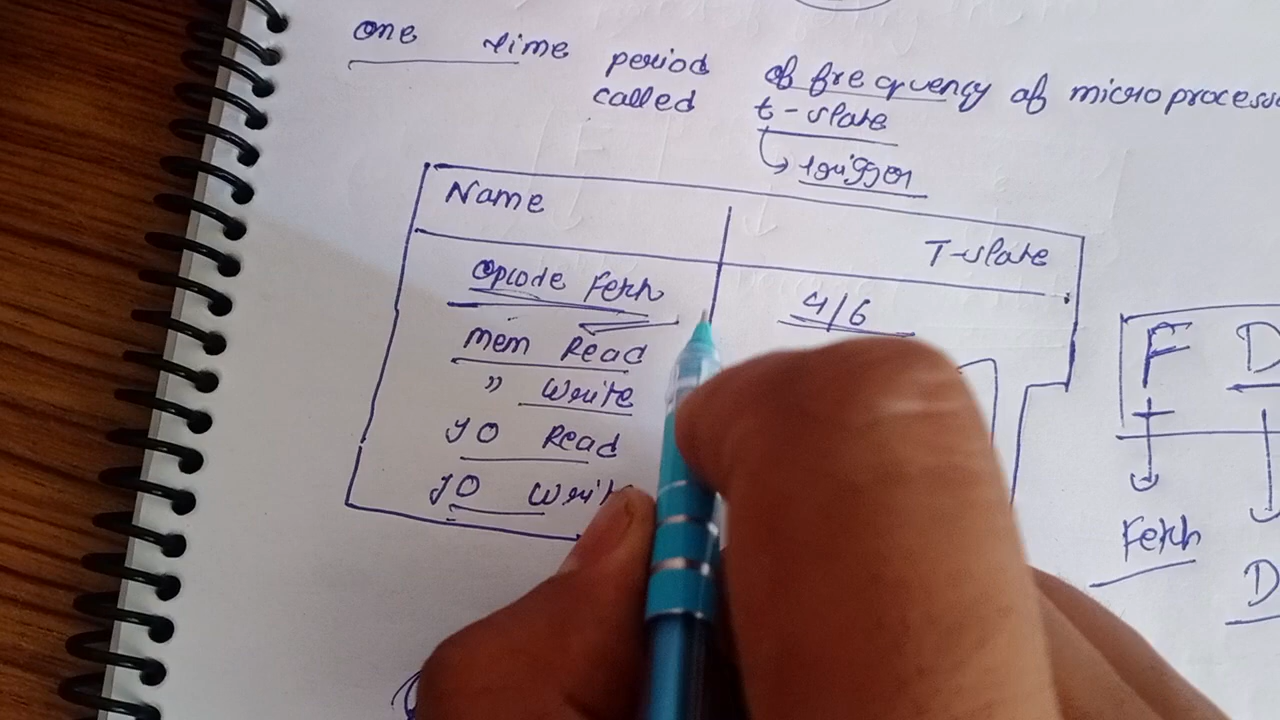 one time period of frequency of microprocess
called t-state
trigger
Name T-state
Opcode Fetch 4/6
Mem Read
" Write
IO Read
IO Write
F D
Fetch
D